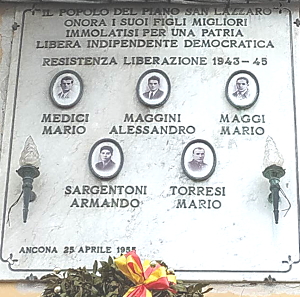 IL POPOLO DEL PIANO SAN LAZZARO
ONORA I SUOI FIGLI MIGLIORI
IMMOLATISI PER UNA PATRIA
LIBERA INDIPENDENTE DEMOCRATICA
RESISTENZA LIBERAZIONE 1943-45
MEDICI MARIO
MAGGINI ALESSANDRO
MAGGI MARIO
SARGENTONI ARMANDO
TORRESI MARIO
ANCONA 25 APRILE 1955